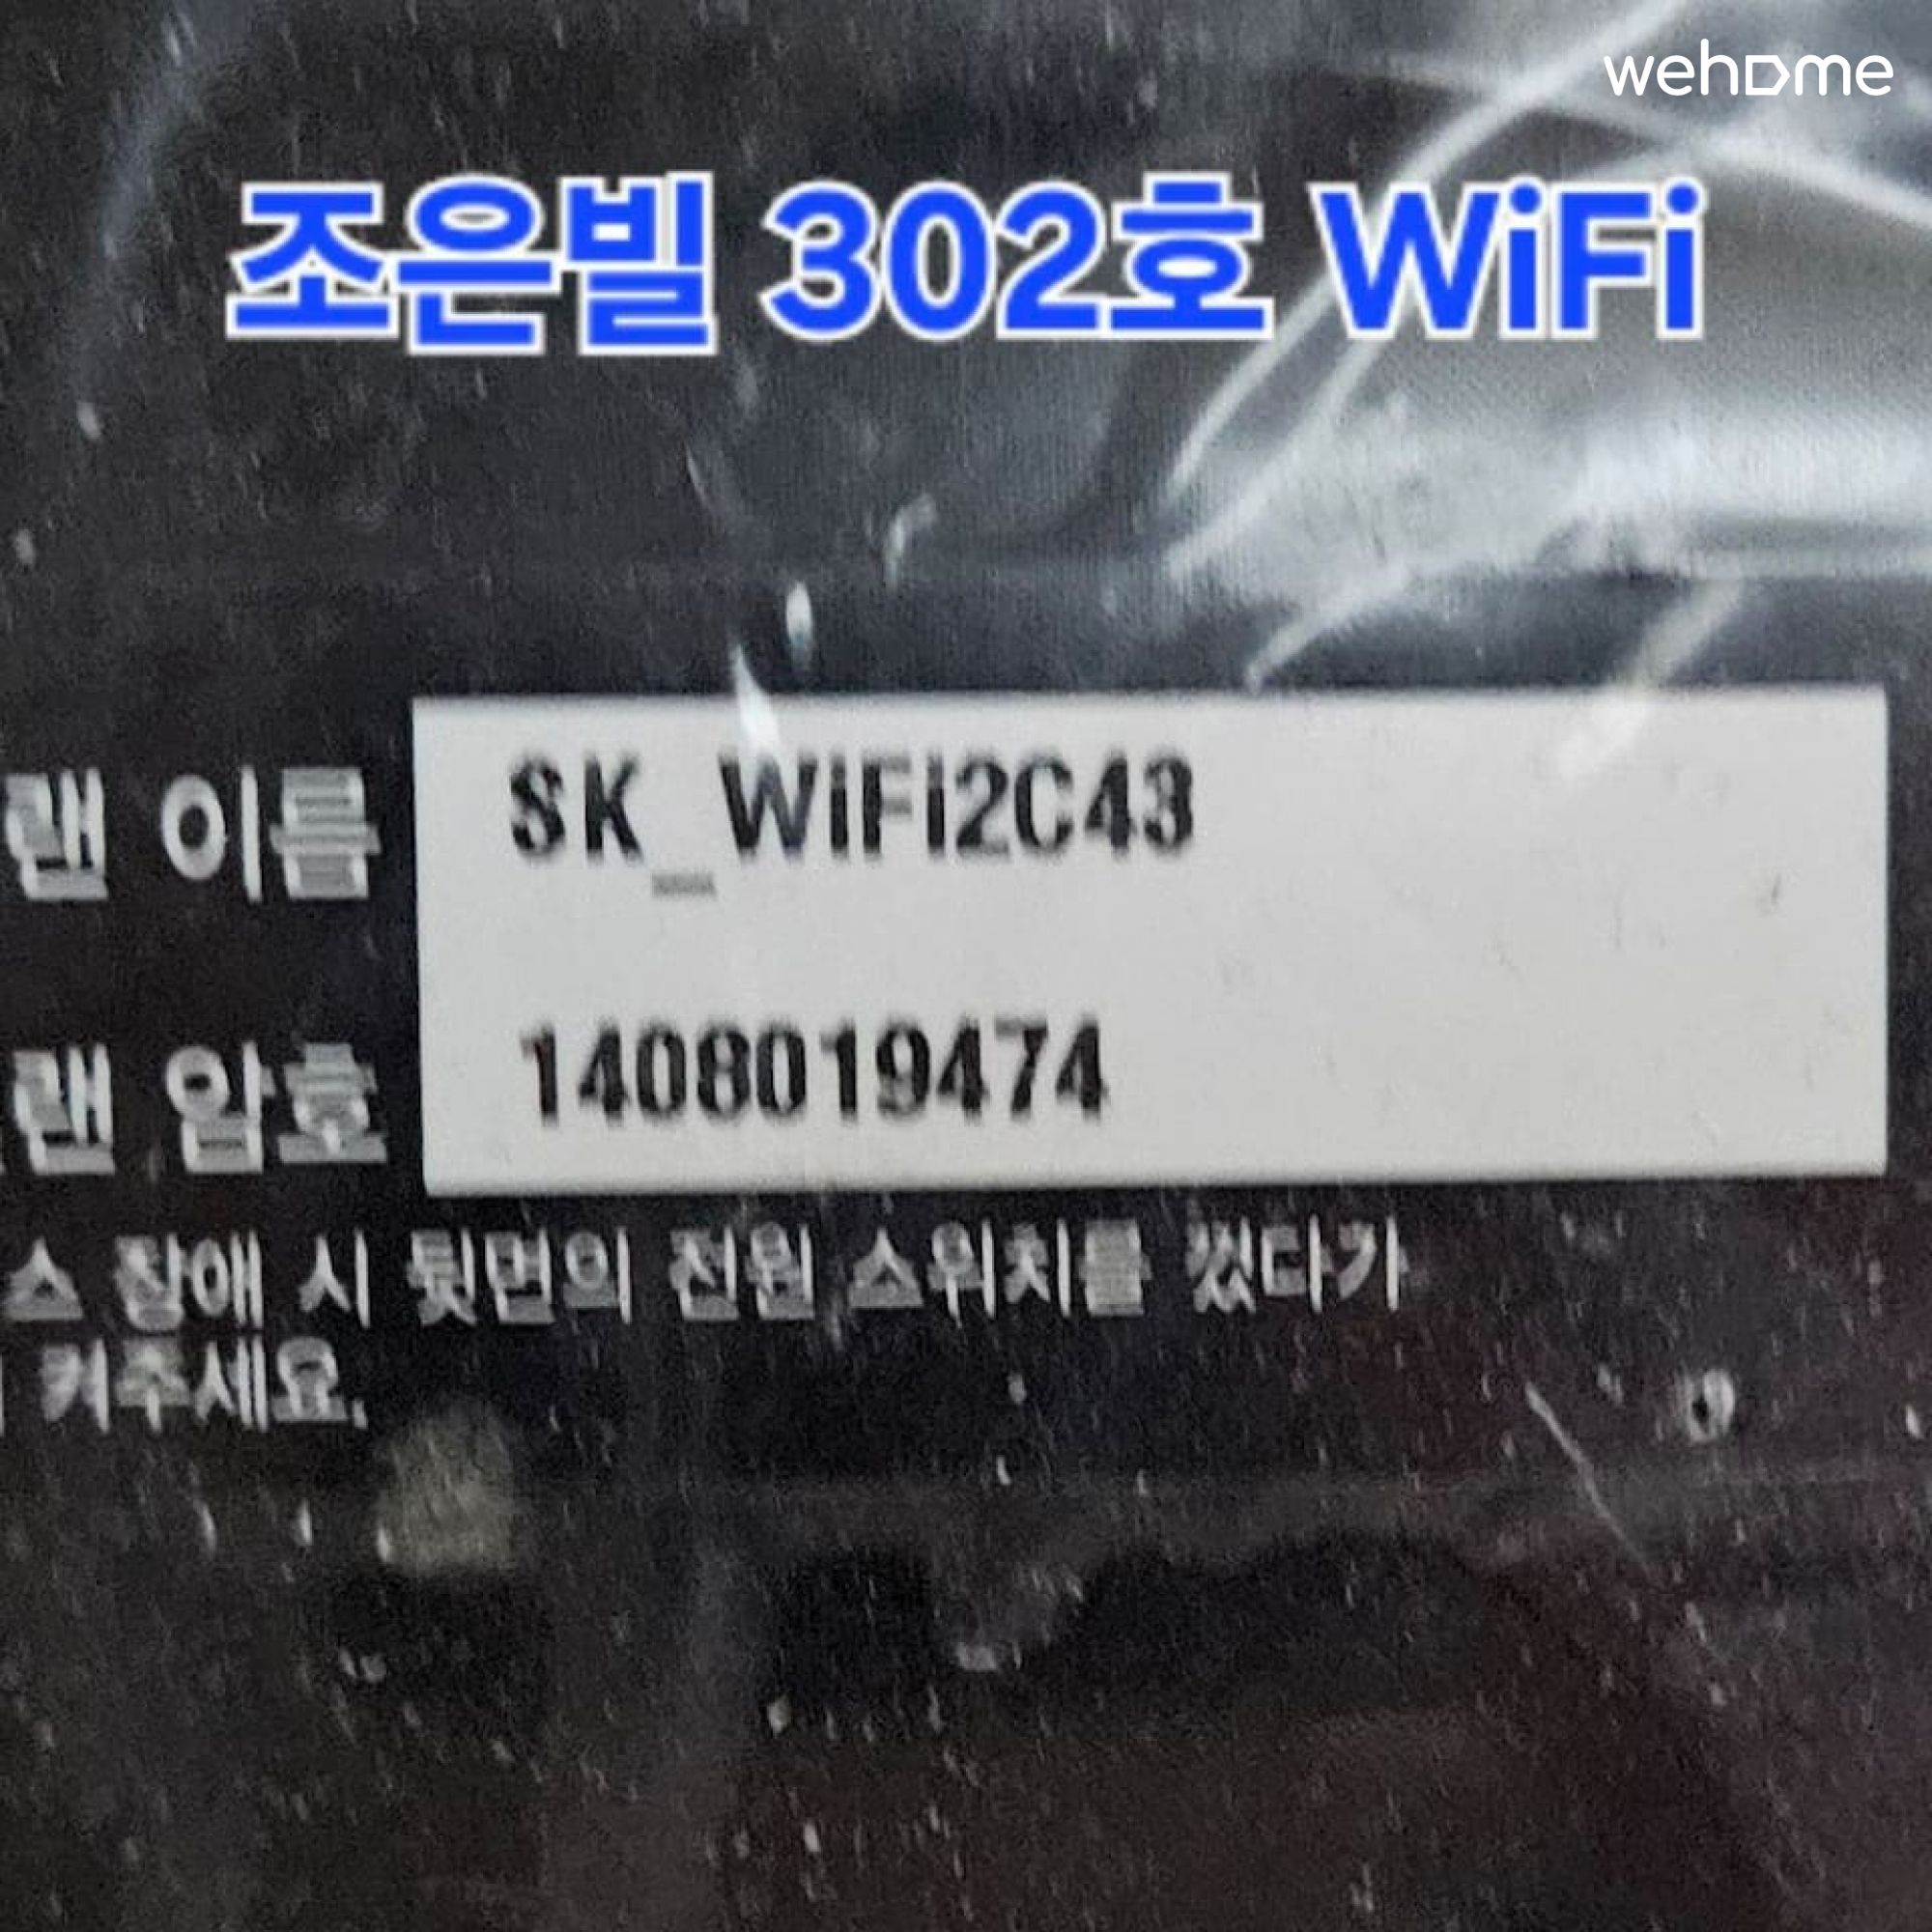 wehome
조은빌 302호 WiFi
랜 이름
SK_WiFi2C43
랜 암호
1408019474
스 장애 시 뒷면의 전원 스위치를 껐다가
켜주세요.